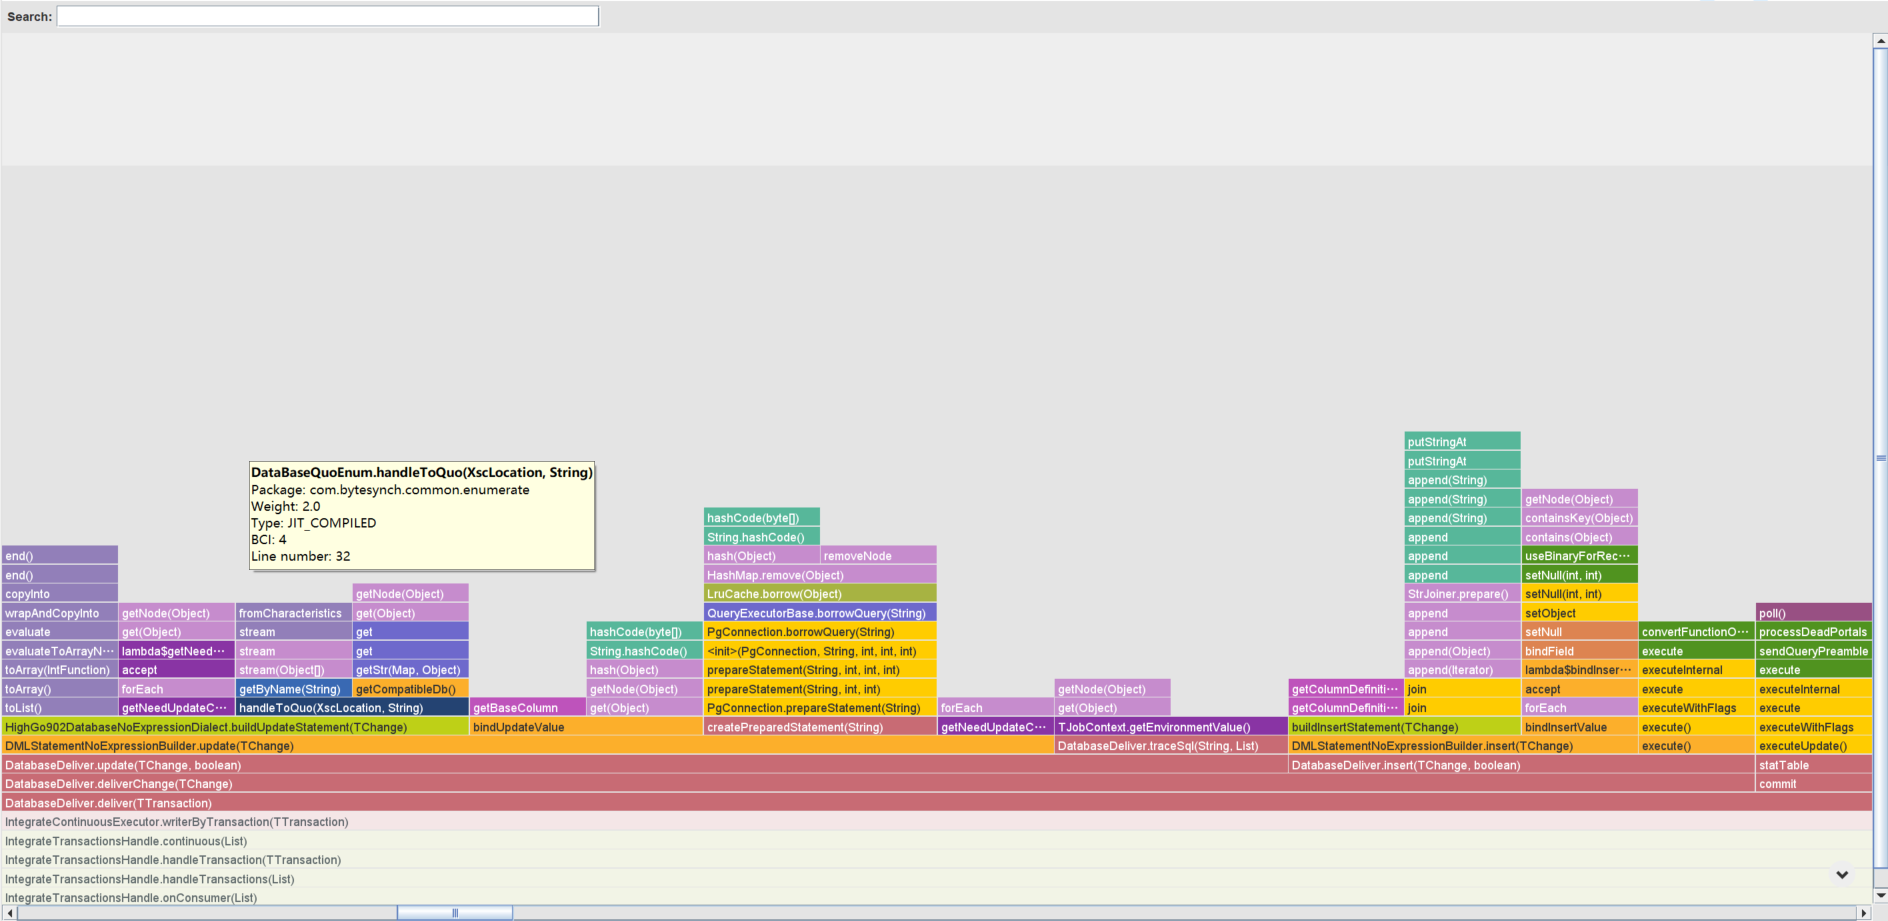 Search:
putStringAt
putStringAt
append(String)
append(String) getNode(Object)
DataBaseQuoEnum.handleToQuo(XscLocation, String)
Package: com.bytesynch.common.enumerate
Weight: 2.0
Type: JIT_COMPILED
BCI: 4
Line number: 32
hashCode(byte[]) append(String) containsKey(Object)
String.hashCode() append contains(Object)
end() hash(Object) removeNode append useBinaryForRec···
end() HashMap.remove(Object) append setNull(int, int)
copyInto getNode(Object) LruCache.borrow(Object) StrJoiner.prepare() setNull(int, int)
wrapAndCopyInto getNode(Object) fromCharacteristics get(Object) QueryExecutorBase.borrowQuery(String) append setObject poll()
evaluate get(Object) stream get hashCode(byte[]) PgConnection.borrowQuery(String) append setNull convertFunctionO··· processDeadPortals
evaluateToArrayN··· lambda$getNeed··· stream get String.hashCode() <init>(PgConnection, String, int, int, int) append(Object) bindField execute sendQueryPreamble
toArray(IntFunction) accept stream(Object[]) getStr(Map, Object) hash(Object) prepareStatement(String, int, int, int) append(Iterator) lambda$bindInser··· executeInternal execute
toArray() forEach getByName(String) getCompatibleDb() getNode(Object) prepareStatement(String, int, int) getNode(Object) getColumnDefiniti··· join accept execute executeInternal
toList() getNeedUpdateC··· handleToQuo(XscLocation, String) getBaseColumn get(Object) PgConnection.prepareStatement(String) forEach get(Object) getColumnDefiniti··· join forEach executeWithFlags execute
HighGo902DatabaseNoExpressionDialect.buildUpdateStatement(TChange) bindUpdateValue createPreparedStatement(String) getNeedUpdateC··· TJobContext.getEnvironmentValue() buildInsertStatement(TChange) bindInsertValue execute() executeWithFlags
DMLStatementNoExpressionBuilder.update(TChange) DatabaseDeliver.traceSql(String, List) DMLStatementNoExpressionBuilder.insert(TChange) execute() executeUpdate()
DatabaseDeliver.update(TChange, boolean) DatabaseDeliver.insert(TChange, boolean) statTable
DatabaseDeliver.deliverChange(TChange) commit
DatabaseDeliver.deliver(TTransaction)
IntegrateContinuousExecutor.writerByTransaction(TTransaction)
IntegrateTransactionsHandle.continuous(List)
IntegrateTransactionsHandle.handleTransaction(TTransaction)
IntegrateTransactionsHandle.handleTransactions(List)
IntegrateTransactionsHandle.onConsumer(List)